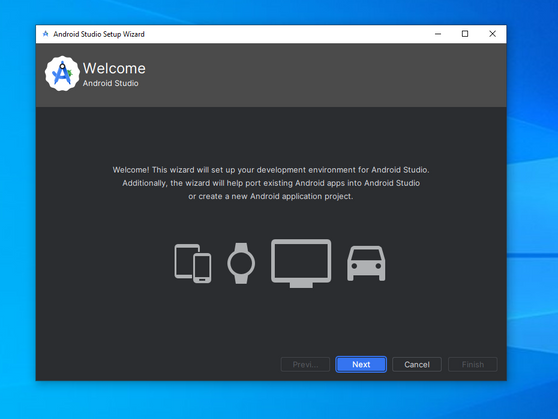 Android Studio Setup Wizard
Welcome
Android Studio
Welcome! This wizard will set up your development environment for Android Studio.
Additionally, the wizard will help port existing Android apps into Android Studio
or create a new Android application project.
Previ...
Next
Cancel
Finish